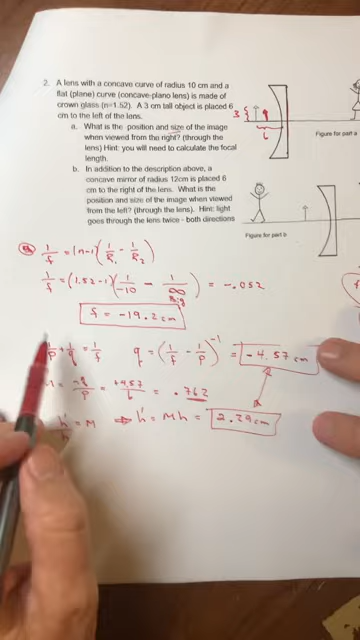 2. A lens with a concave curve of radius 10 cm and a
flat (plane) curve (concave-plano lens) is made of
crown glass (n=1.52). A 3 cm tall object is placed 6
cm to the left of the lens.
a. What is the position and size of the image
when viewed from the right? (through the
lens) Hint: you will need to calculate the focal
length.
b. In addition to the description above, a
concave mirror of radius 12cm is placed 6
cm to the right of the lens. What is the
position and size of the image when viewed
from the left? (through the lens). Hint: light
goes through the lens twice - both directions
3
6
Figure for part a
Figure for part b
a 1/f = (n-1)(1/R₁ - 1/R₂)
1/f = (1.52-1)(1/-10 - 1/∞) = -.052
Big
f = -19.2 cm
1/p + 1/q = 1/f q = (1/f - 1/p)⁻¹ = -4.57 cm
= -q/p = +4.57/6 = .762
h'/h = M ⇒ h' = Mh = 2.29 cm